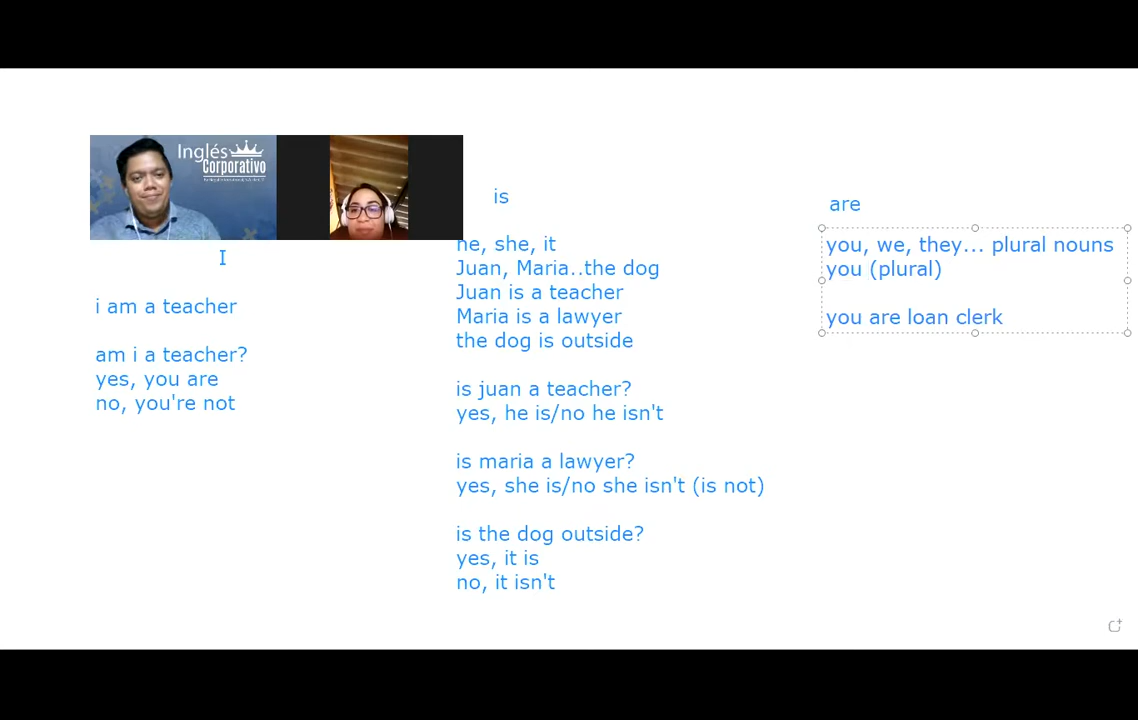 Inglés
Corporativo
I
i am a teacher
am i a teacher?
yes, you are
no, you're not
is
he, she, it
Juan, Maria..the dog
Juan is a teacher
Maria is a lawyer
the dog is outside
is juan a teacher?
yes, he is/no he isn't
is maria a lawyer?
yes, she is/no she isn't (is not)
is the dog outside?
yes, it is
no, it isn't
are
you, we, they... plural nouns
you (plural)
you are loan clerk